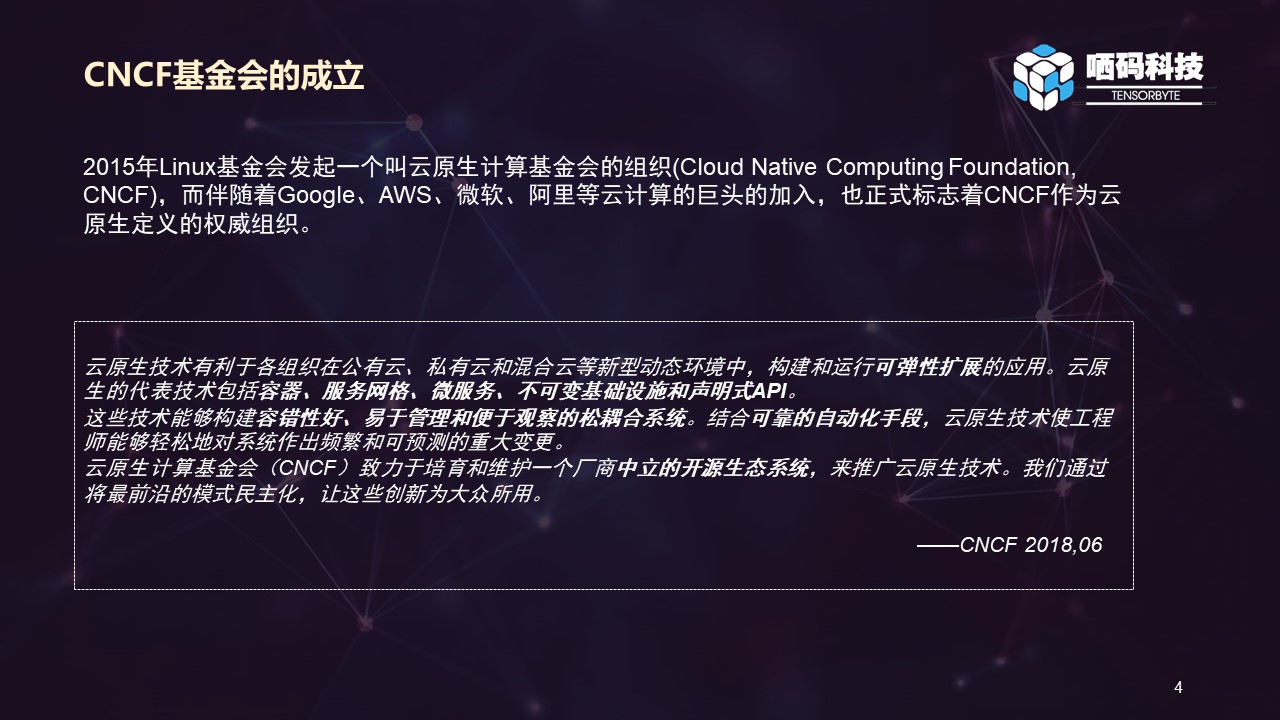 CNCF基金会的成立
哂码科技
TENSORBYTE
2015年Linux基金会发起一个叫云原生计算基金会的组织(Cloud Native Computing Foundation,
CNCF)，而伴随着Google、AWS、微软、阿里等云计算的巨头的加入，也正式标志着CNCF作为云
原生定义的权威组织。
云原生技术有利于各组织在公有云、私有云和混合云等新型动态环境中，构建和运行可弹性扩展的应用。云原
生的代表技术包括容器、服务网格、微服务、不可变基础设施和声明式API。
这些技术能够构建容错性好、易于管理和便于观察的松耦合系统。结合可靠的自动化手段，云原生技术使工程
师能够轻松地对系统作出频繁和可预测的重大变更。
云原生计算基金会（CNCF）致力于培育和维护一个厂商中立的开源生态系统，来推广云原生技术。我们通过
将最前沿的模式民主化，让这些创新为大众所用。
——CNCF 2018,06
4